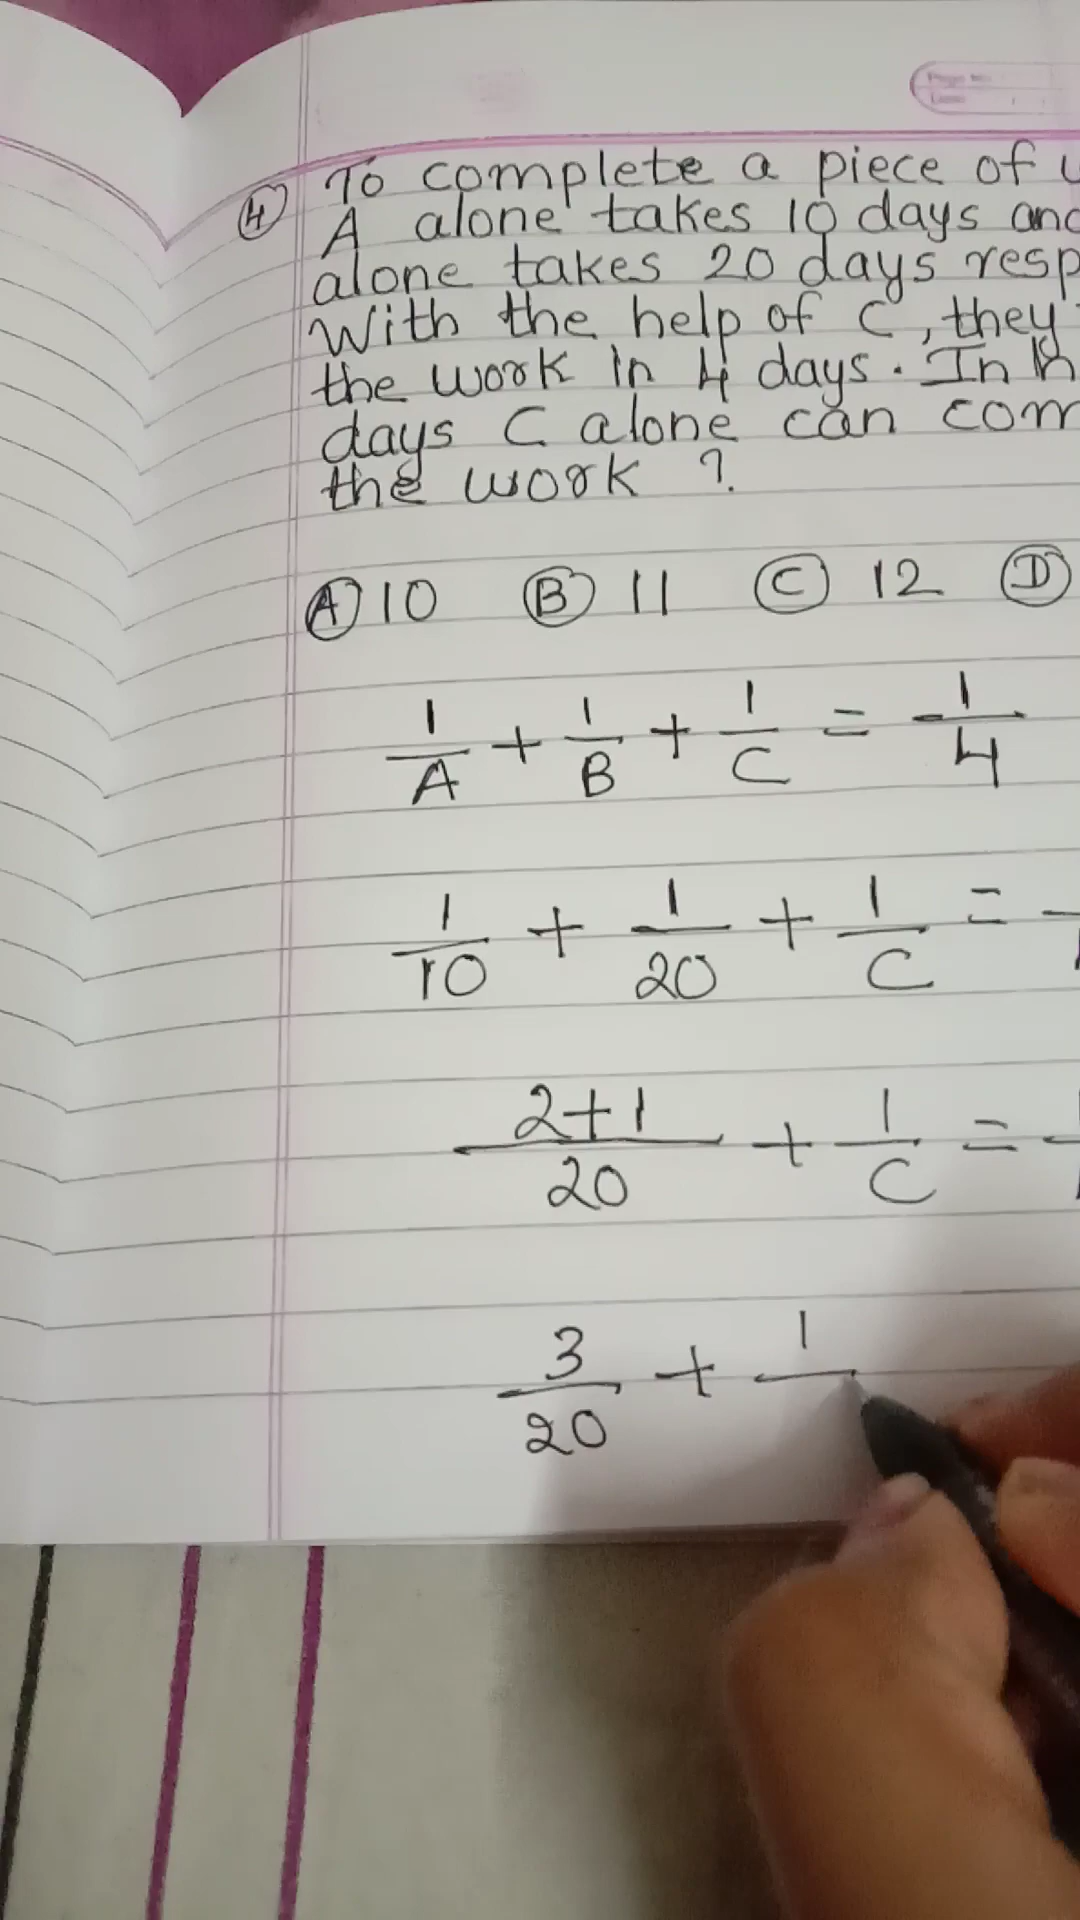 4) To complete a piece of
A alone takes 10 days and
alone takes 20 days resp
With the help of C, they
the work in 4 days. In
days C alone can com
the work ?
(A) 10 (B) 11 (C) 12 (D)
1/A + 1/B + 1/C = 1/4
1/10 + 1/20 + 1/C =
2+1/20 + 1/C =
3/20 + 1